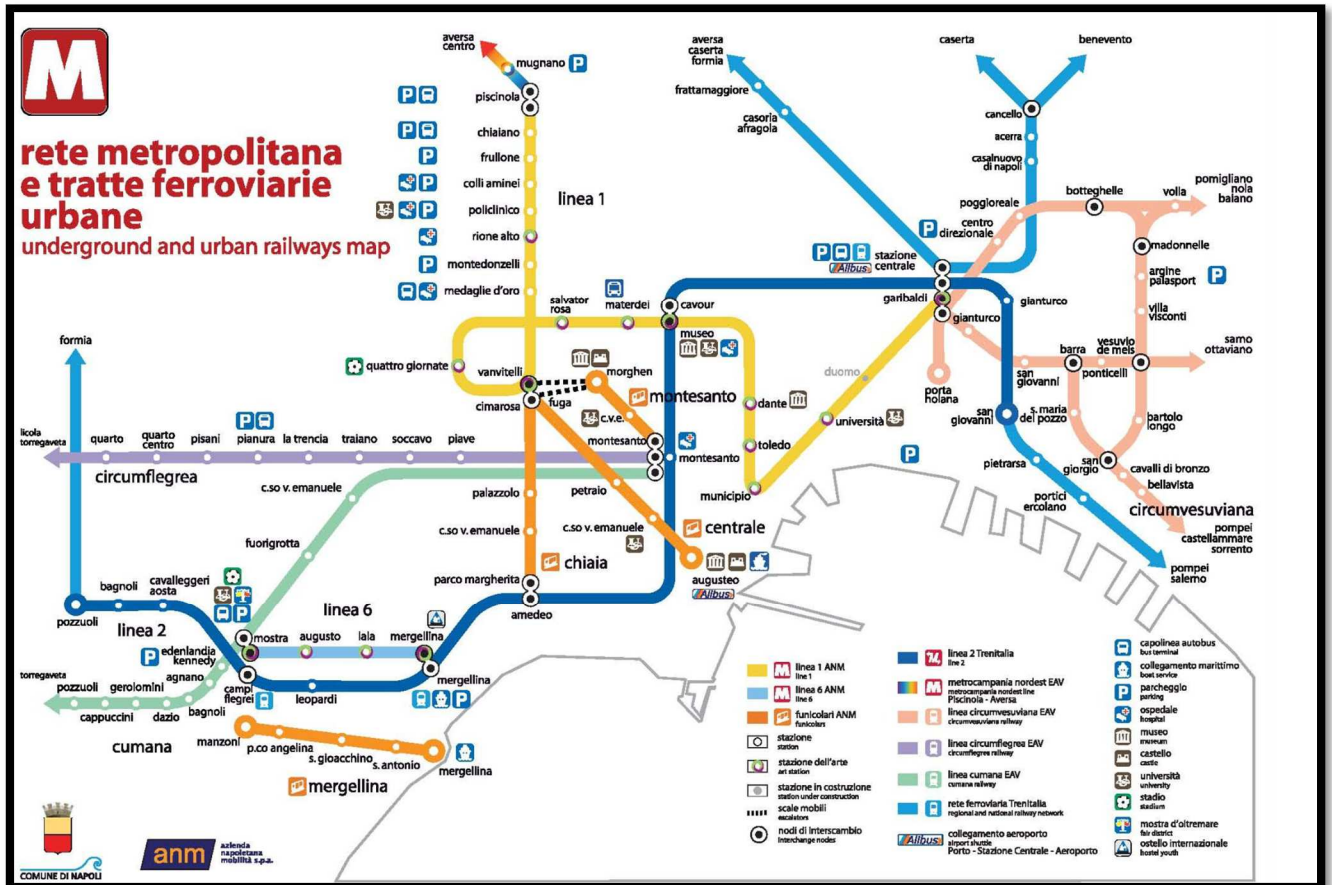 M
rete metropolitana
e tratte ferroviarie
urbane
underground and urban railways map
aversa
centro
mugnano
P
piscinola
P
chiaiano
P
frullone
P
colli aminei
P
policlinico
P
rione alto
montedonzelli
P
medaglie d'oro
linea 1
salvator
rosa
materdei
cavour
museo
quattro giornate
vanvitelli
cimarosa
fuga
morghen
montesanto
c.v.e.
montesanto
montesanto
dante
toledo
municipio
università
duomo
aversa
caserta
formia
frattamaggiore
casoria
afragola
caserta
benevento
cancello
acerra
casalnuovo
di napoli
pomigliano
nola
baiano
botteghelle
volla
poggioreale
centro
direzionale
P
madonnelle
argine
palasport
P
villa
visconti
P
stazione
centrale
Alibus
garibaldi
gianturco
gianturco
porta
nolana
san
giovanni
barra
vesuvio
de meis
ponticelli
sarno
ottaviano
san
giovanni
s. maria
del pozzo
bartolo
longo
san
giorgio
cavalli di bronzo
bellavista
circumvesuviana
pompei
castellammare
sorrento
pietrarsa
portici
ercolano
pompei
salerno
P
formia
licola
torregaveta
quarto
quarto
centro
pisani
P
pianura
la trencia
traiano
soccavo
piave
circumflegrea
c.so v. emanuele
fuorigrotta
palazzolo
c.so v. emanuele
chiaia
parco margherita
amedeo
petraio
c.so v. emanuele
centrale
augusteo
Alibus
bagnoli
cavalleggeri
aosta
pozzuoli
linea 2
P
linea 6
mostra
augusto
lala
mergellina
mergellina
P
P
edenlandia
kennedy
agnano
bagnoli
dazio
gerolomini
cappuccini
pozzuoli
torregaveta
cumana
campi
flegrei
leopardi
manzoni
p.co angelina
s. gioacchino
s. antonio
mergellina
mergellina
COMUNE DI NAPOLI
anm
azienda
napoletana
mobilità s.p.a.
M
linea 1 ANM
line 1
M
linea 6 ANM
line 6
funicolari ANM
funiculars
stazione
station
stazione dell'arte
art station
stazione in costruzione
station under construction
scale mobili
escalators
nodi di interscambio
interchange nodes
linea 2 Trenitalia
line 2
M
metrocampania nordest EAV
metrocampania nordest line
Piscinola - Aversa
linea circumvesuviana EAV
circumvesuviana railway
linea circumflegrea EAV
circumflegrea railway
linea cumana EAV
cumana railway
rete ferroviaria Trenitalia
regional and national railway network
Alibus
collegamento aeroporto
airport shuttle
Porto - Stazione Centrale - Aeroporto
capolinea autobus
bus terminal
collegamento marittimo
boat service
P
parcheggio
parking
ospedale
hospital
museo
museum
castello
castle
università
university
stadio
stadium
mostra d'oltremare
fair district
ostello internazionale
hostel youth